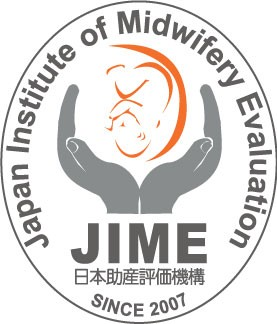 Japan Institute of Midwifery Evaluation
JIME
日本助産評価機構
SINCE 2007